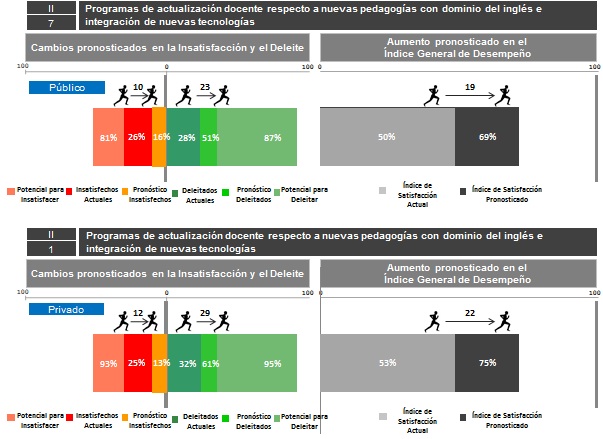 II
7
Programas de actualización docente respecto a nuevas pedagogías con dominio del inglés e
integración de nuevas tecnologías
Cambios pronosticados en la Insatisfacción y el Deleite
Aumento pronosticado en el
Índice General de Desempeño
100 0 100 0 100
Público
10 23 19
81% 26% 16% 28% 51% 87% 50% 69%
Potencial para
Insatisfacer
Insatisfechos
Actuales
Pronóstico
Insatisfechos
Deleitados
Actuales
Pronóstico
Deleitados
Potencial para
Deleitar
Índice de
Satisfacción
Actual
Índice de Satisfacción
Pronosticado
II
1
Programas de actualización docente respecto a nuevas pedagogías con dominio del inglés e
integración de nuevas tecnologías
Cambios pronosticados en la Insatisfacción y el Deleite
Aumento pronosticado en el
Índice General de Desempeño
100 0 100 0 100
Privado
12 29 22
93% 25% 13% 32% 61% 95% 53% 75%
Potencial para
Insatisfacer
Insatisfechos
Actuales
Pronóstico
Insatisfechos
Deleitados
Actuales
Pronóstico
Deleitados
Potencial para
Deleitar
Índice de
Satisfacción
Actual
Índice de Satisfacción
Pronosticado